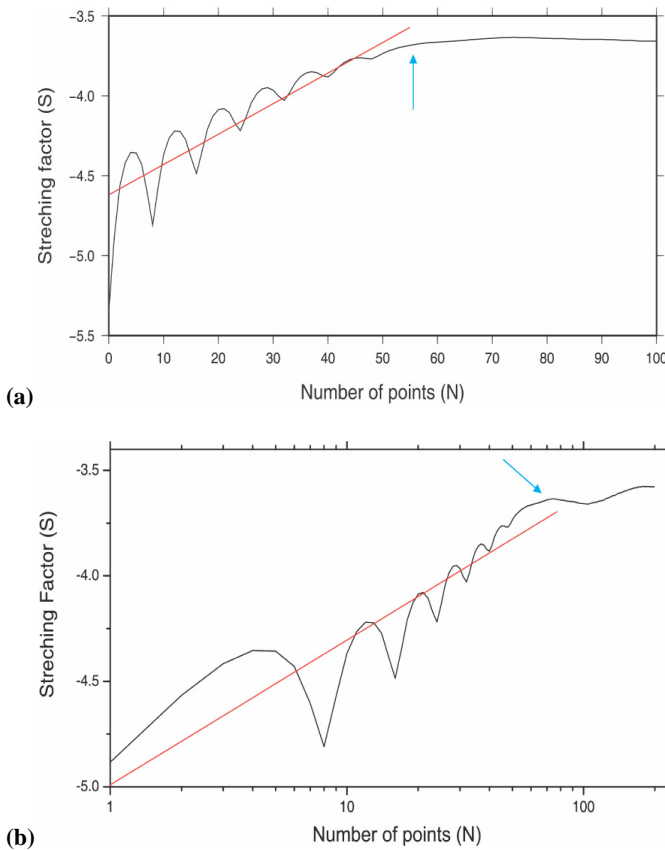 −3.5
−4.0
−4.5
−5.0
−5.5
Streching factor (S)
0 10 20 30 40 50 60 70 80 90 100
Number of points (N)
(a)
-3.5
-4.0
-4.5
-5.0
Streching Factor (S)
1 10 100
Number of points (N)
(b)